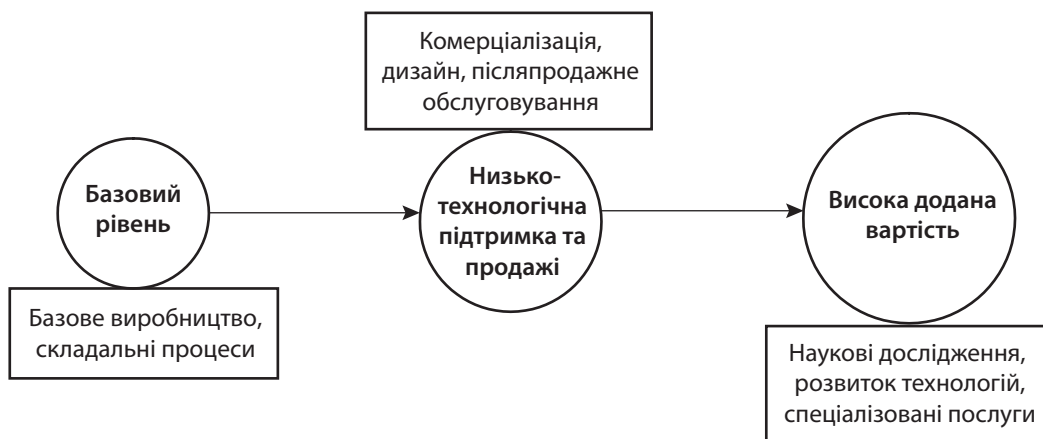 Комерціалізація,
дизайн, післяпродажне
обслуговування
Базовий
рівень
Низько-
технологічна
підтримка та
продажі
Висока додана
вартість
Базове виробництво,
складальні процеси
Наукові дослідження,
розвиток технологій,
спеціалізовані послуги